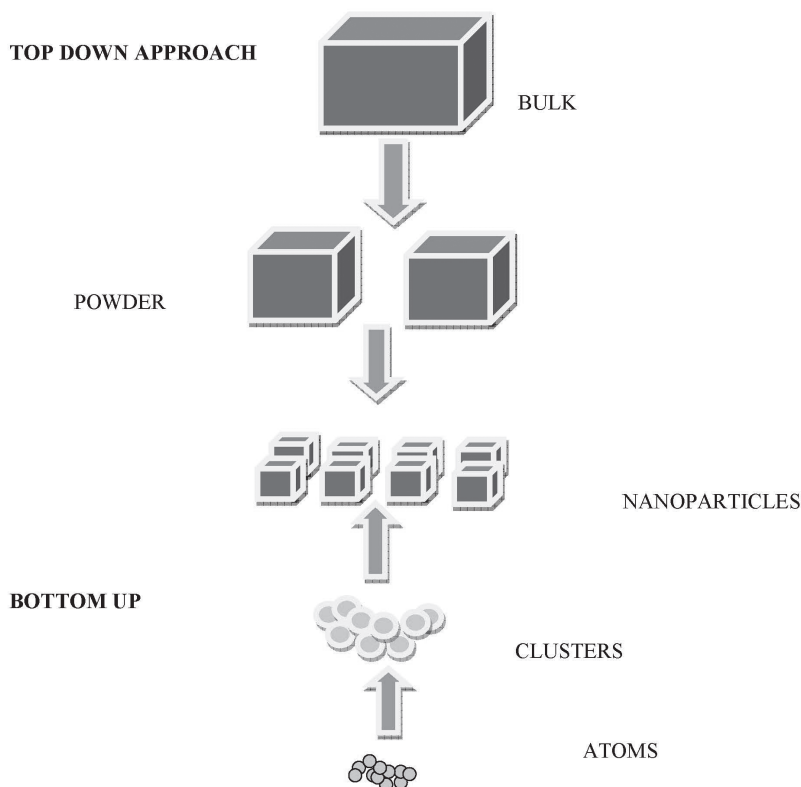 TOP DOWN APPROACH
BULK
POWDER
NANOPARTICLES
BOTTOM UP
CLUSTERS
ATOMS